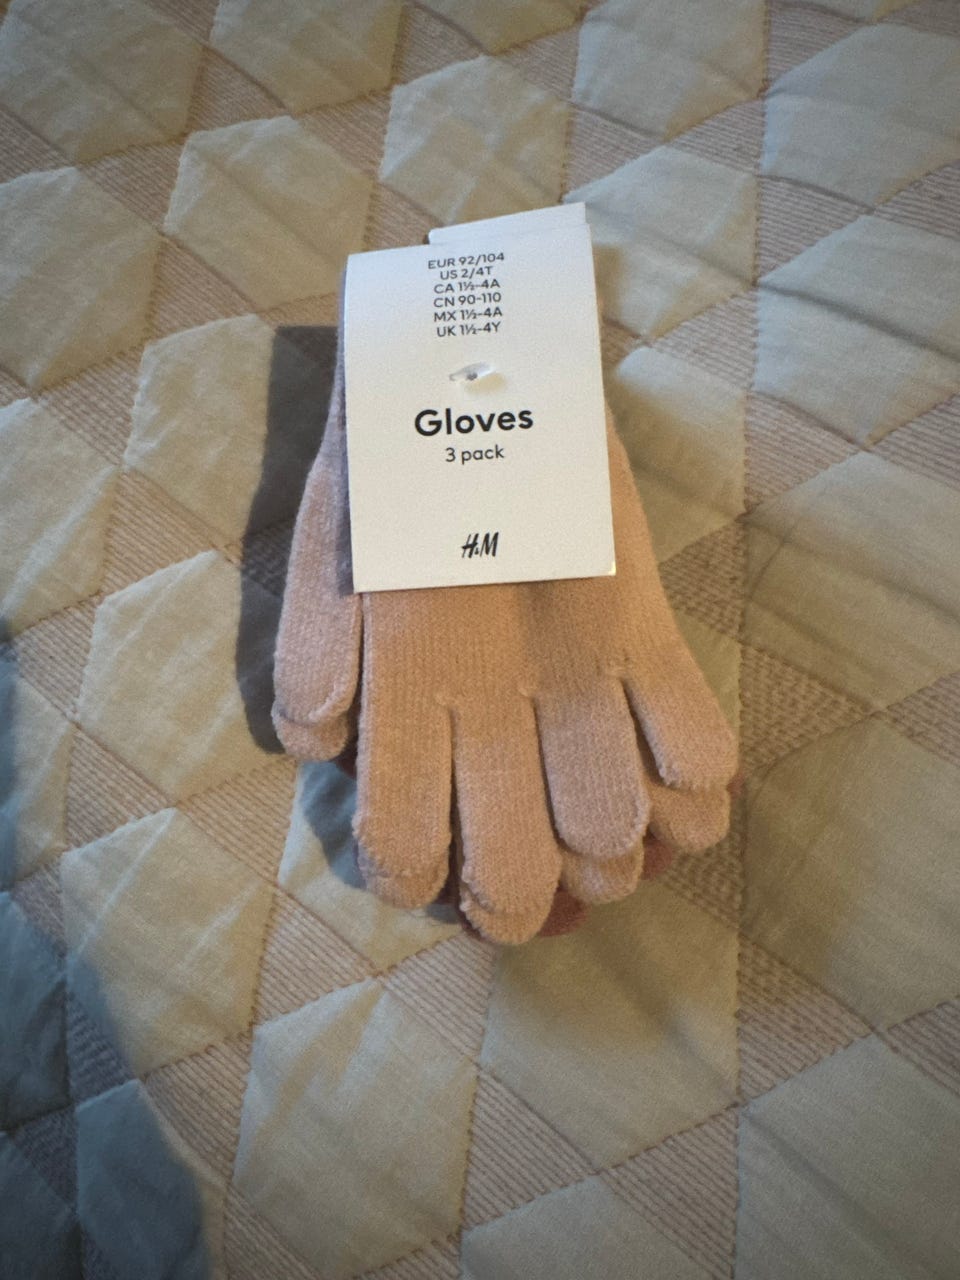 EUR 92/104
US 2/4T
CA 1½-4A
CN 90-110
MX 1½-4A
UK 1½-4Y
Gloves
3 pack
H&M